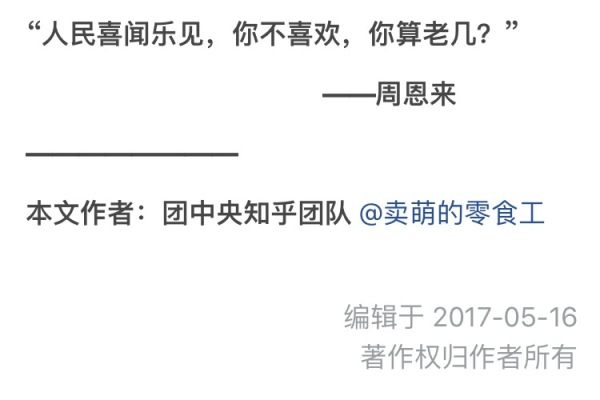 “人民喜闻乐见，你不喜欢，你算老几？”
——周恩来
————————
本文作者：团中央知乎团队 @卖萌的零食工
编辑于 2017-05-16
著作权归作者所有